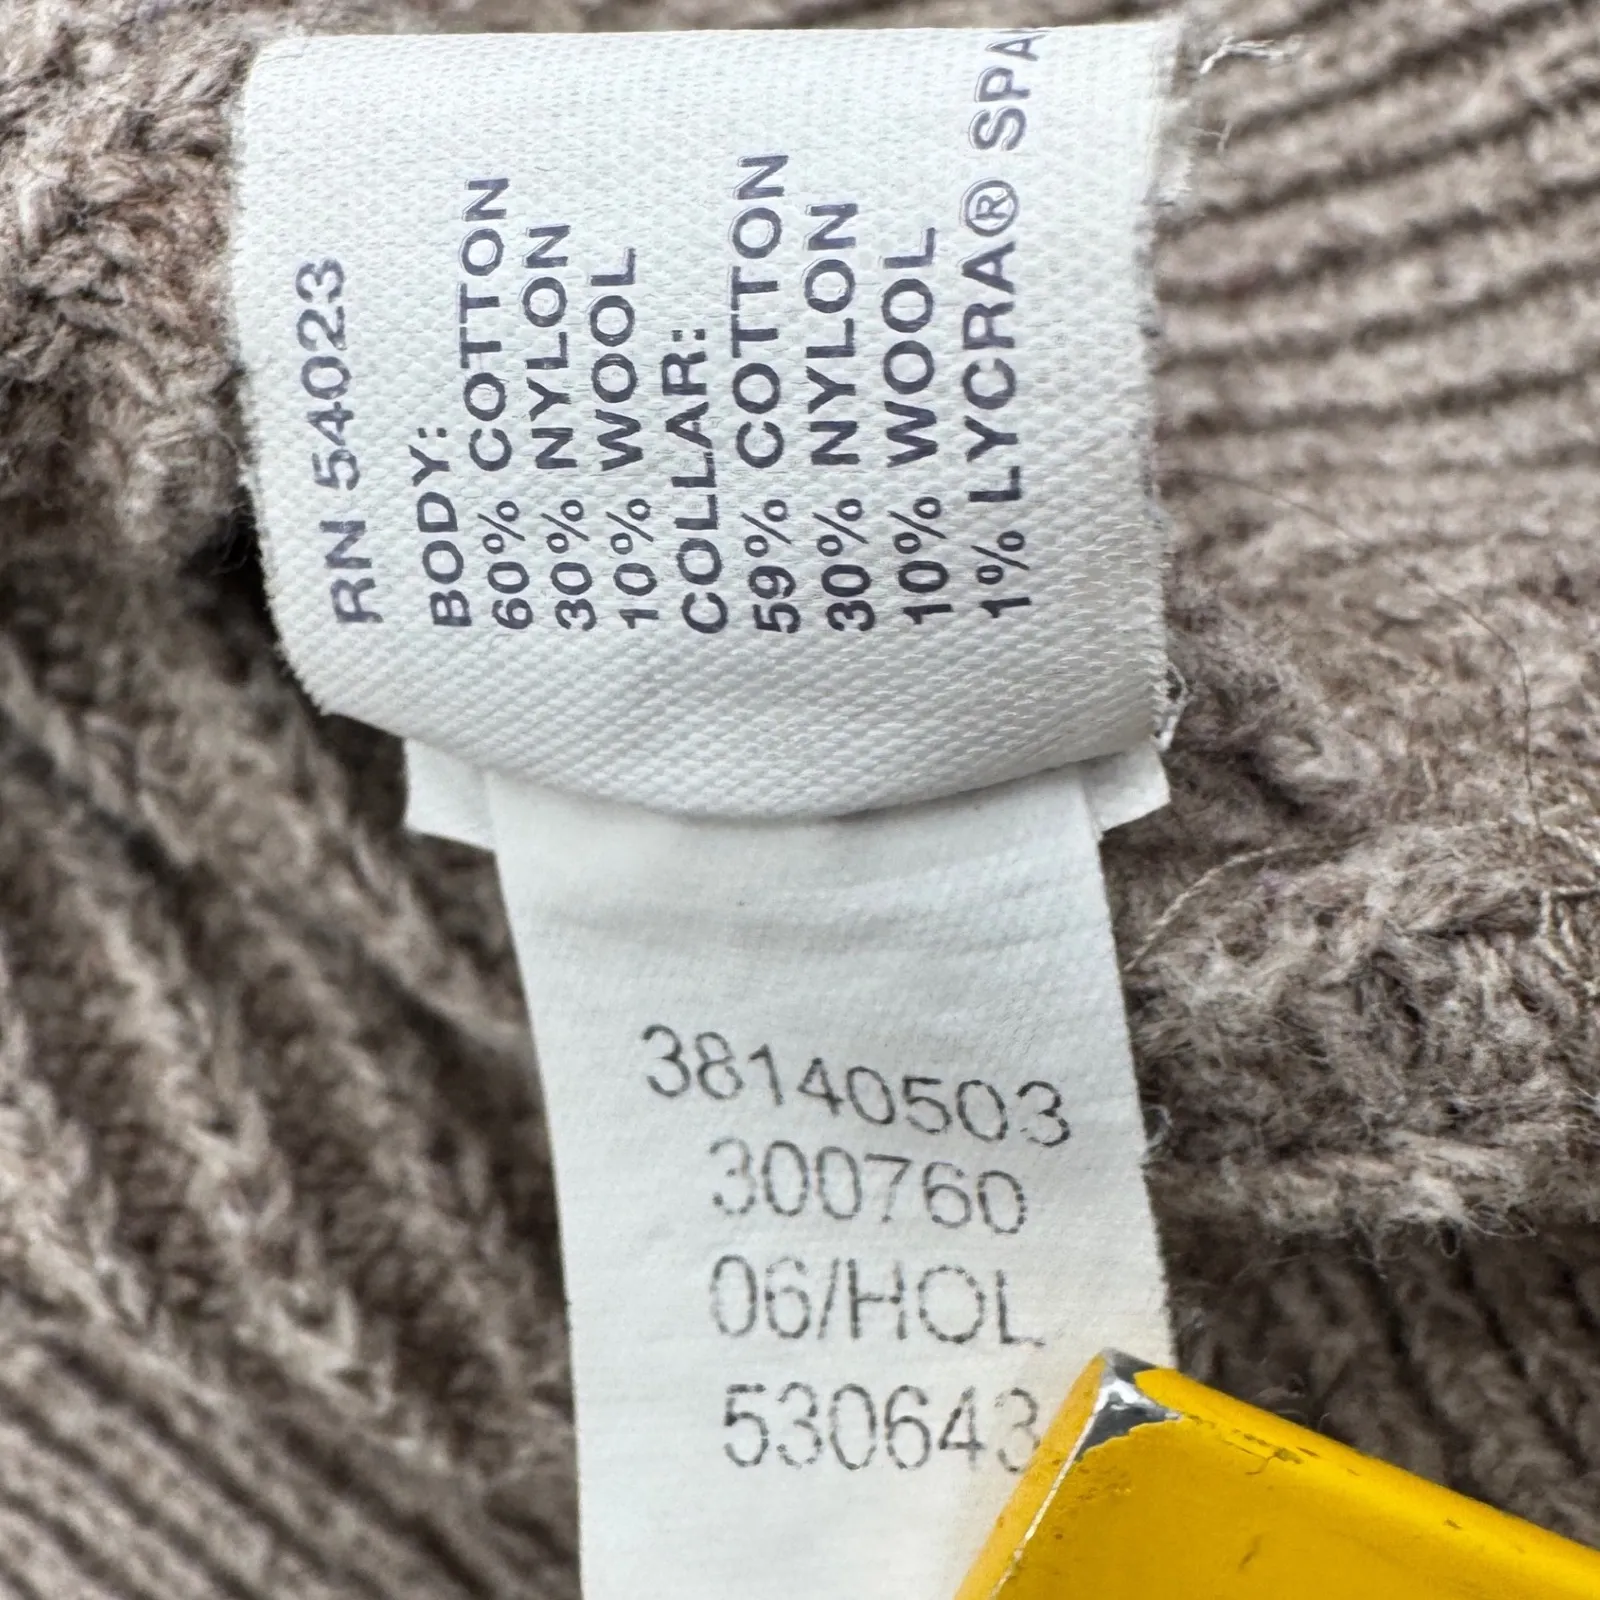 RN 54023
BODY:
60% COTTON
30% NYLON
10% WOOL
COLLAR:
59% COTTON
30% NYLON
10% WOOL
1% LYCRA® SPA
38140503
300760
06/HOL
530643